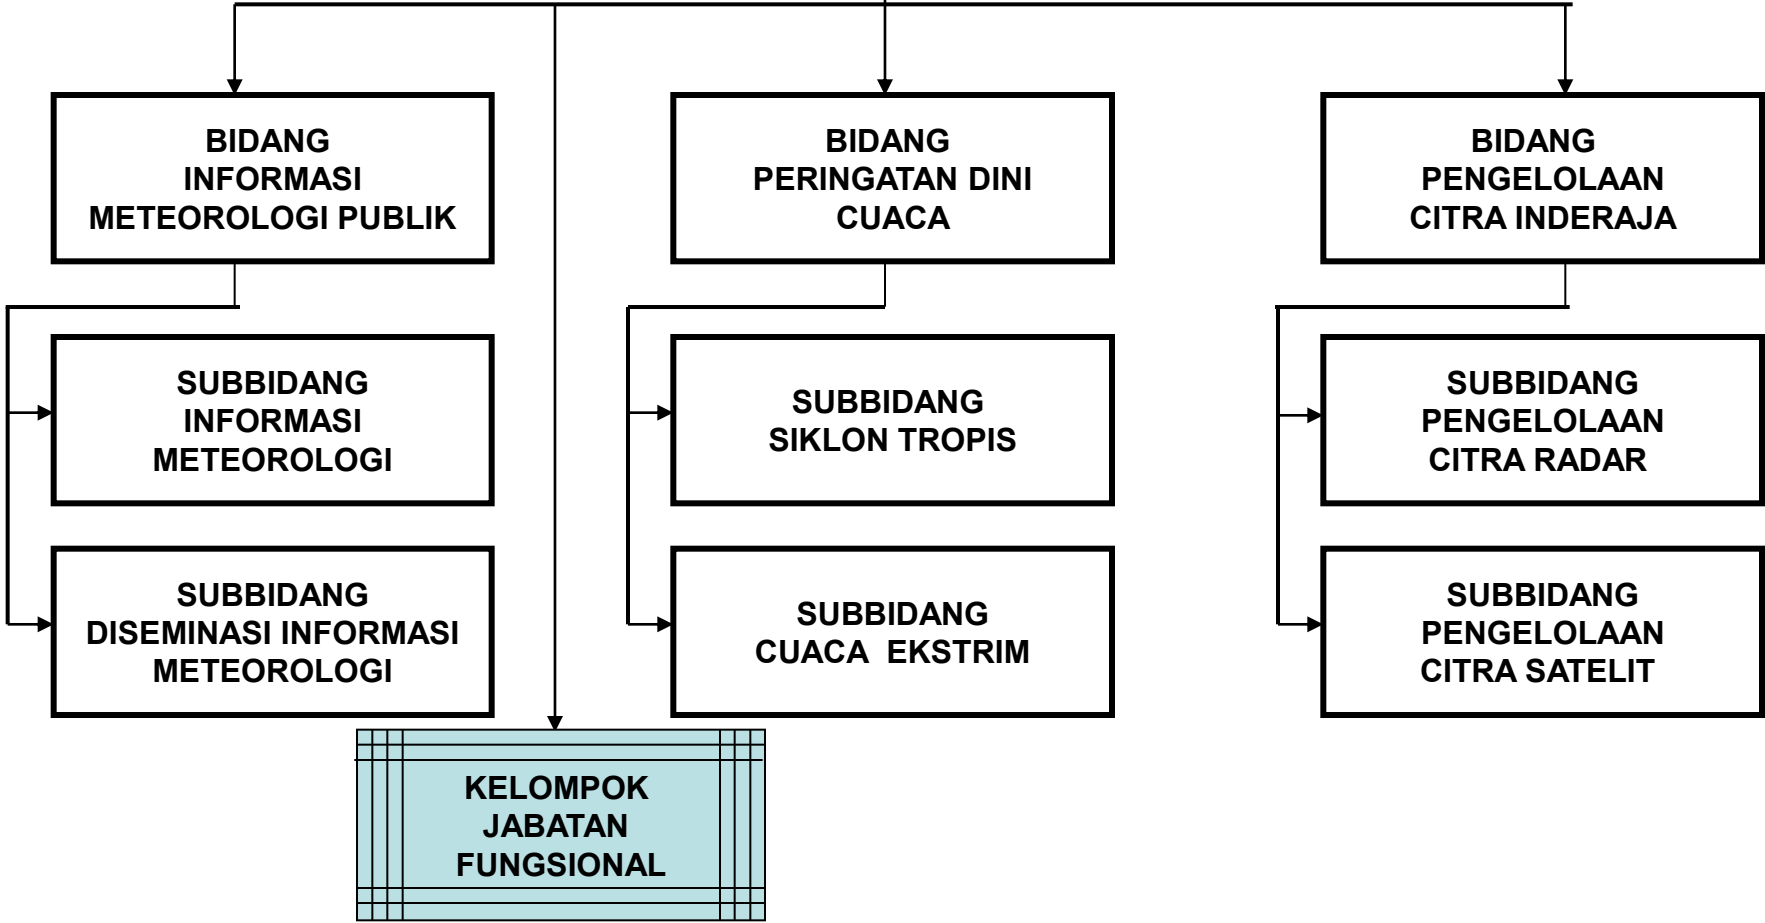 BIDANG
INFORMASI
METEOROLOGI PUBLIK
BIDANG
PERINGATAN DINI
CUACA
BIDANG
PENGELOLAAN
CITRA INDERAJA
SUBBIDANG
INFORMASI
METEOROLOGI
SUBBIDANG
SIKLON TROPIS
SUBBIDANG
PENGELOLAAN
CITRA RADAR
SUBBIDANG
DISEMINASI INFORMASI
METEOROLOGI
SUBBIDANG
CUACA  EKSTRIM
SUBBIDANG
PENGELOLAAN
CITRA SATELIT
KELOMPOK
JABATAN
FUNGSIONAL